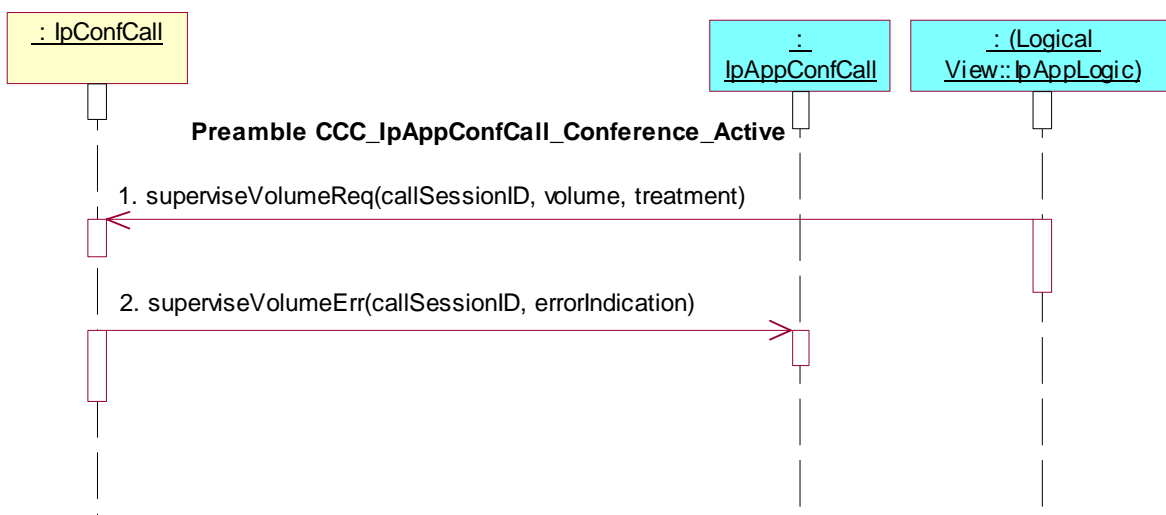 : IpConfCall
:
IpAppConfCall
: (Logical
View::IpAppLogic)
Preamble CCC_IpAppConfCall_Conference_Active
1. superviseVolumeReq(callSessionID, volume, treatment)
2. superviseVolumeErr(callSessionID, errorIndication)